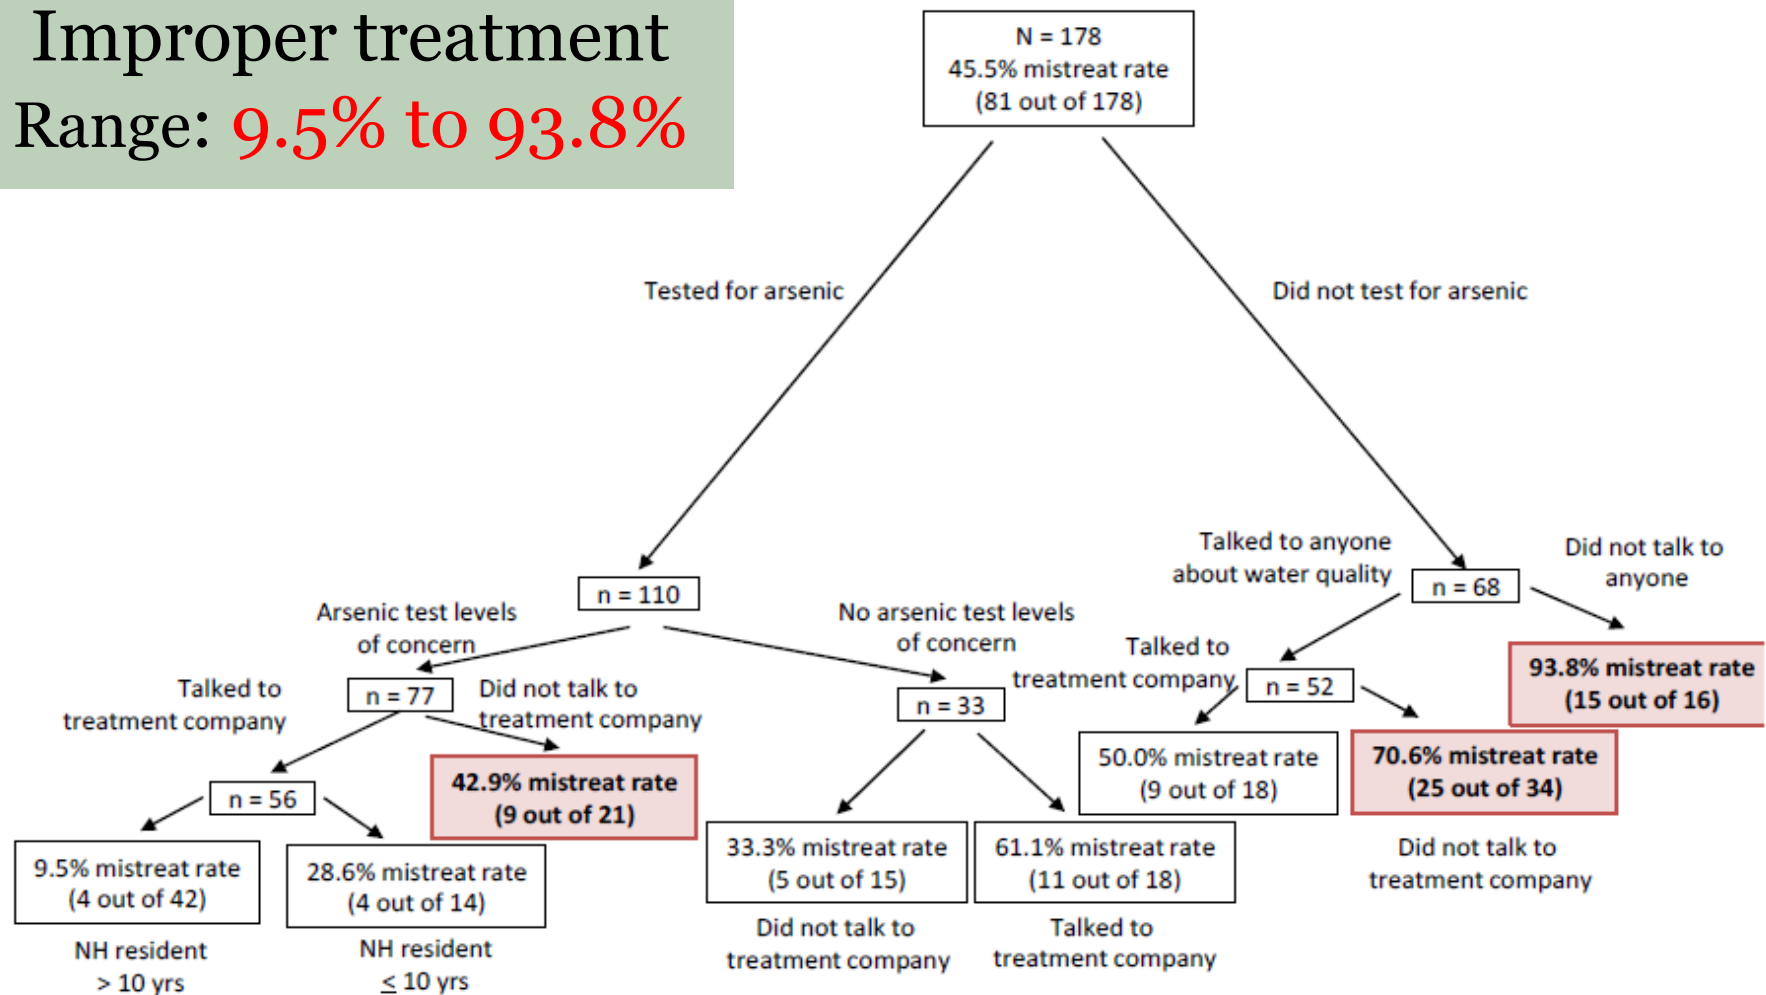 Improper treatment
Range: 9.5% to 93.8%
N = 178
45.5% mistreat rate
(81 out of 178)
Tested for arsenic
Did not test for arsenic
n = 110
Arsenic test levels
of concern
No arsenic test levels
of concern
n = 77
Talked to
treatment company
Did not talk to
treatment company
n = 56
42.9% mistreat rate
(9 out of 21)
9.5% mistreat rate
(4 out of 42)
NH resident
> 10 yrs
28.6% mistreat rate
(4 out of 14)
NH resident
≤ 10 yrs
n = 33
33.3% mistreat rate
(5 out of 15)
Did not talk to
treatment company
61.1% mistreat rate
(11 out of 18)
Talked to
treatment company
n = 68
Talked to anyone
about water quality
Did not talk to
anyone
n = 52
93.8% mistreat rate
(15 out of 16)
Talked to
treatment company
50.0% mistreat rate
(9 out of 18)
70.6% mistreat rate
(25 out of 34)
Did not talk to
treatment company